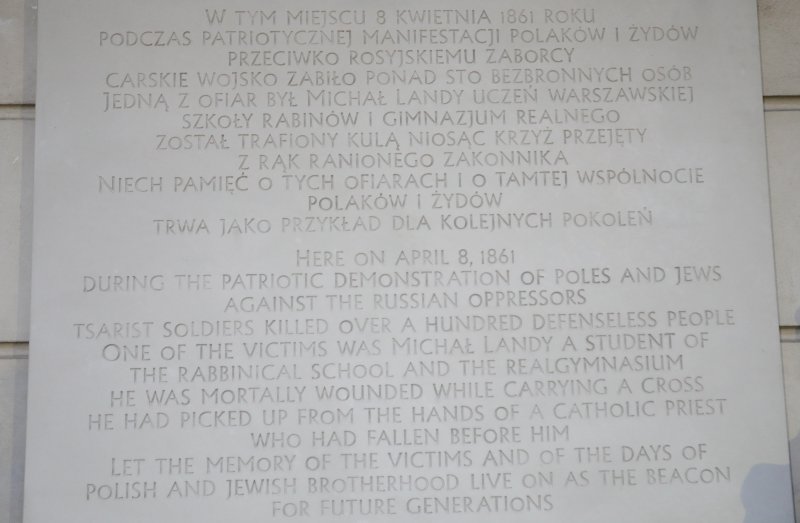 W TYM MIEJSCU 8 KWIETNIA 1861 ROKU
PODCZAS PATRIOTYCZNEJ MANIFESTACJI POLAKÓW I ŻYDÓW
PRZECIWKO ROSYJSKIEMU ZABORCY
CARSKIE WOJSKO ZABIŁO PONAD STO BEZBRONNYCH OSÓB
JEDNĄ Z OFIAR BYŁ MICHAŁ LANDY UCZEŃ WARSZAWSKIEJ
SZKOŁY RABINÓW I GIMNAZJUM REALNEGO
ZOSTAŁ TRAFIONY KULĄ NIOSĄC KRZYŻ PRZEJĘTY
Z RĄK RANIONEGO ZAKONNIKA
NIECH PAMIĘĆ O TYCH OFIARACH I O TAMTEJ WSPÓLNOCIE
POLAKÓW I ŻYDÓW
TRWA JAKO PRZYKŁAD DLA KOLEJNYCH POKOLEŃ
HERE ON APRIL 8, 1861
DURING THE PATRIOTIC DEMONSTRATION OF POLES AND JEWS
AGAINST THE RUSSIAN OPPRESSORS
TSARIST SOLDIERS KILLED OVER A HUNDRED DEFENSELESS PEOPLE
ONE OF THE VICTIMS WAS MICHAŁ LANDY A STUDENT OF
THE RABBINICAL SCHOOL AND THE REALGYMNASIUM
HE WAS MORTALLY WOUNDED WHILE CARRYING A CROSS
HE HAD PICKED UP FROM THE HANDS OF A CATHOLIC PRIEST
WHO HAD FALLEN BEFORE HIM
LET THE MEMORY OF THE VICTIMS AND OF THE DAYS OF
POLISH AND JEWISH BROTHERHOOD LIVE ON AS THE BEACON
FOR FUTURE GENERATIONS